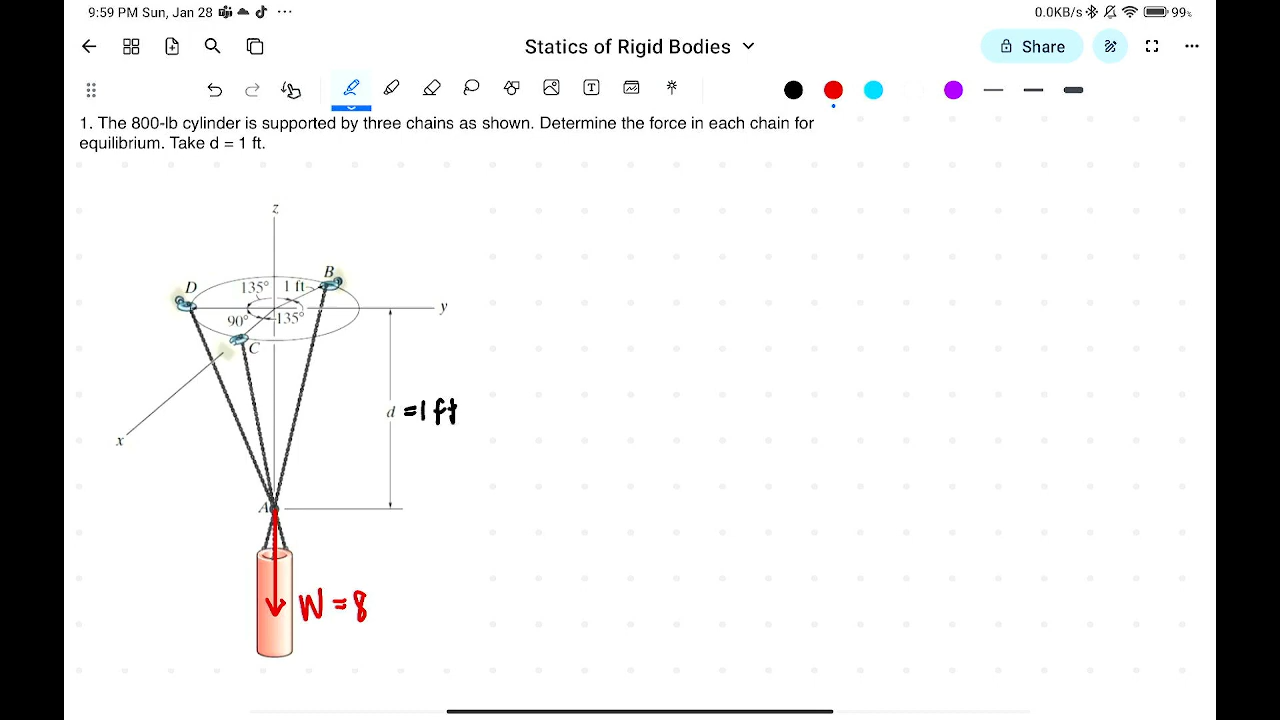 9:59 PM Sun, Jan 28 ...
0.0KB/s 99%
Statics of Rigid Bodies
Share
T
1. The 800-lb cylinder is supported by three chains as shown. Determine the force in each chain for
equilibrium. Take d = 1 ft.
z
B
D
135°
1 ft
y
90°
135°
C
d =1ft
x
A
W =8